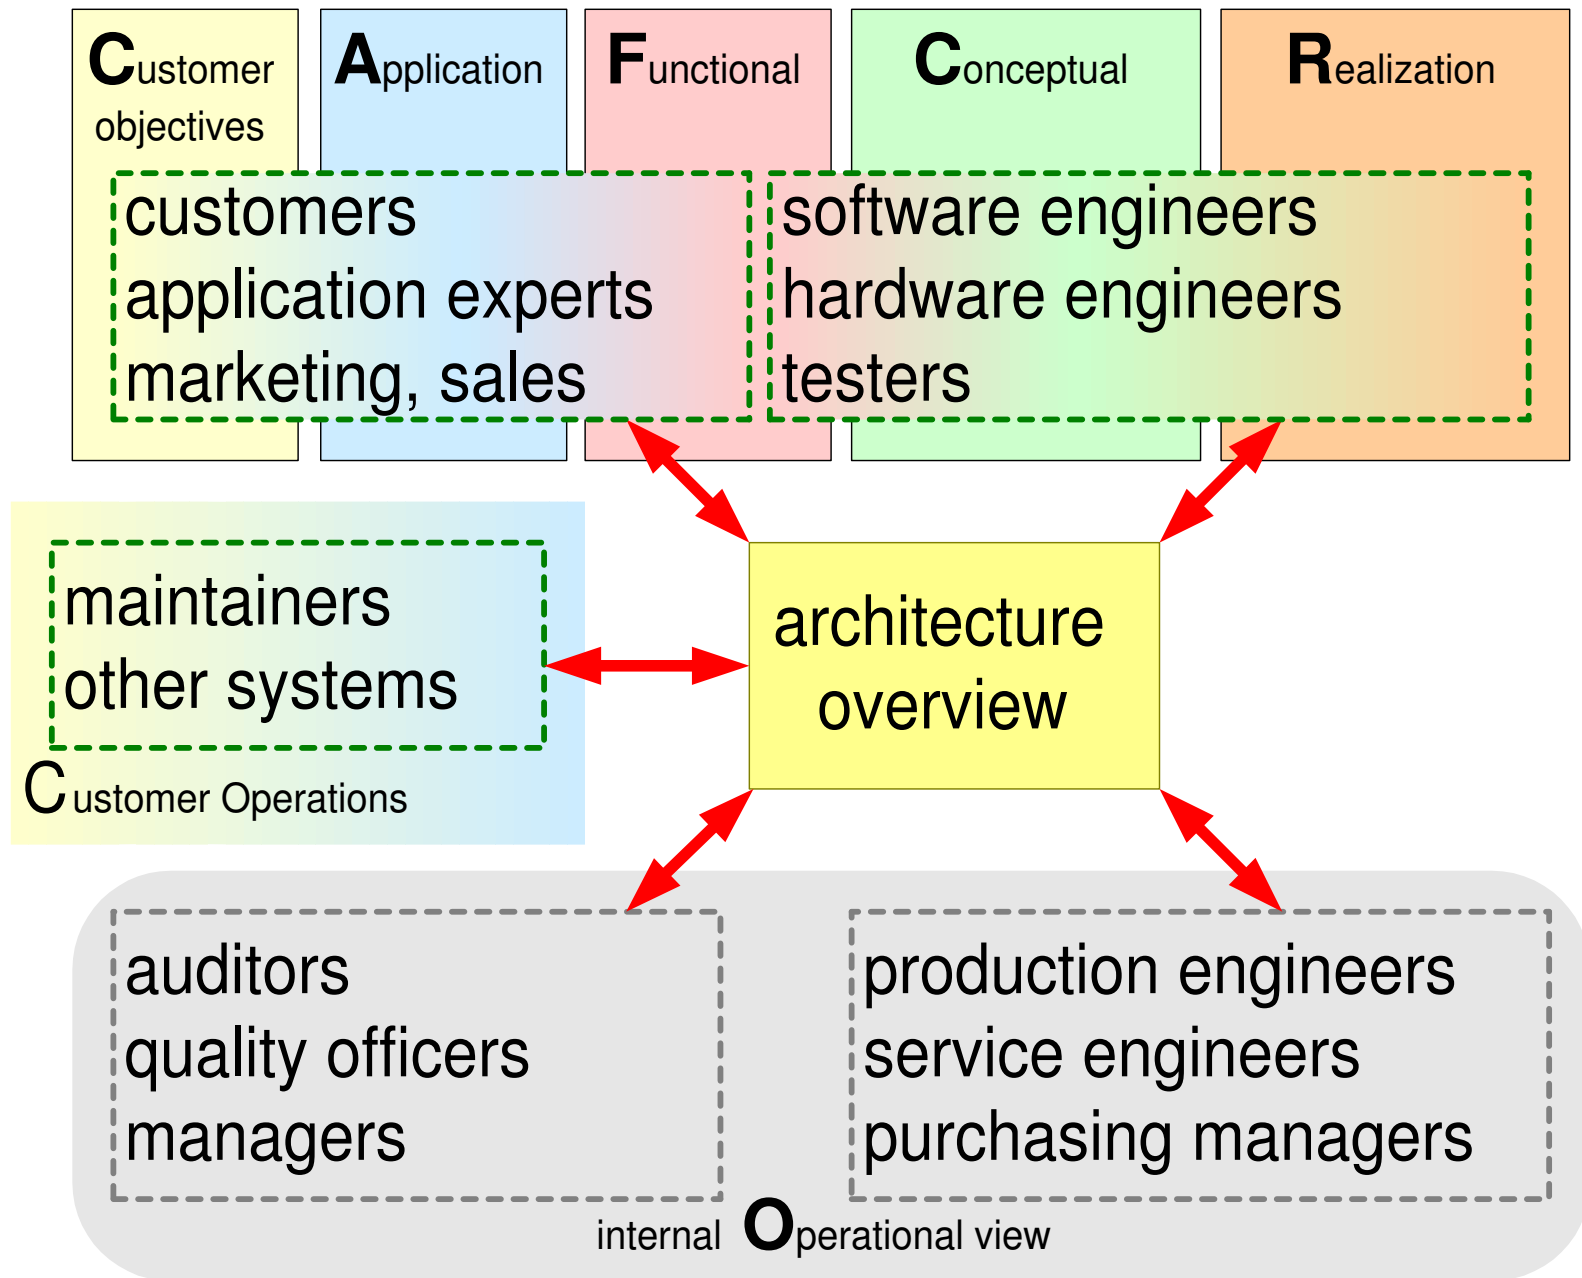 Customer objectives
Application
Functional
Conceptual
Realization
customers
application experts
marketing, sales
software engineers
hardware engineers
testers
maintainers
other systems
Customer Operations
architecture
overview
auditors
quality officers
managers
production engineers
service engineers
purchasing managers
internal Operational view